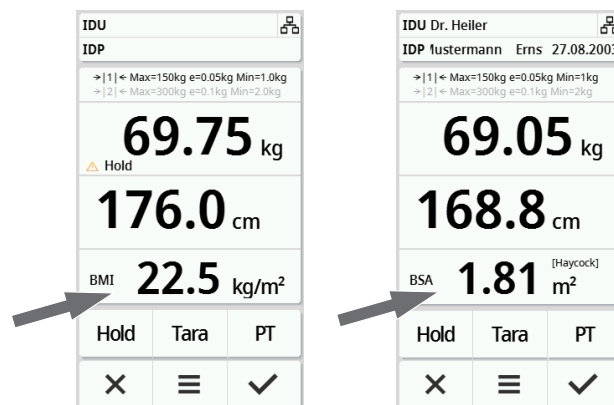 IDU
IDP
→|1|← Max=150kg e=0.05kg Min=1.0kg
→|2|← Max=300kg e=0.1kg Min=2.0kg
69.75 kg
Hold
176.0 cm
BMI 22.5 kg/m²
Hold Tara PT
IDU Dr. Heiler
IDP lustermann Erns 27.08.2003
→|1|← Max=150kg e=0.05kg Min=1kg
→|2|← Max=300kg e=0.1kg Min=2kg
69.05 kg
168.8 cm
BSA 1.81 [Haycock] m²
Hold Tara PT